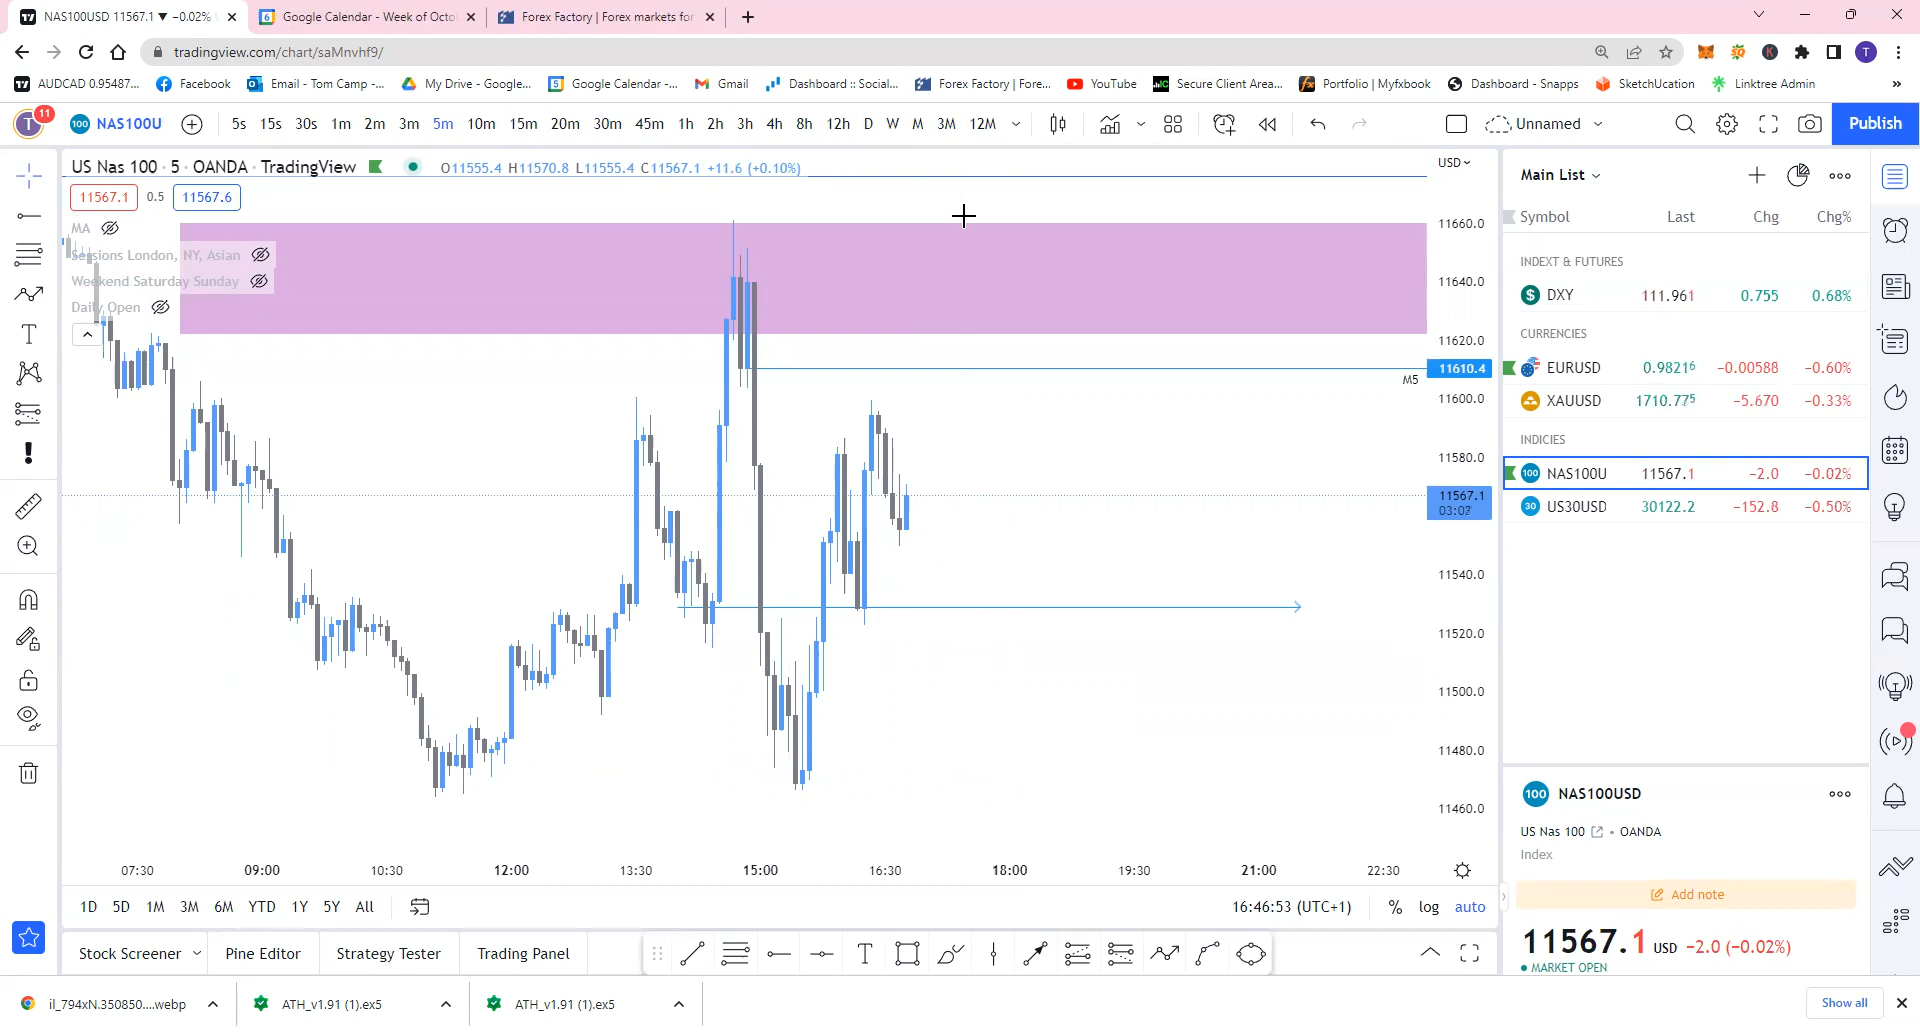 NAS100USD 11567.1 ▼ −0.02%
Google Calendar - Week of Octo
Forex Factory | Forex markets for
tradingview.com/chart/saMnvhf9/
AUDCAD 0.95487...
Facebook
Email - Tom Camp -...
My Drive - Google...
Google Calendar -...
Gmail
Dashboard :: Social...
Forex Factory | Fore...
YouTube
Secure Client Area...
Portfolio | Myfxbook
Dashboard - Snapps
SketchUcation
Linktree Admin
»
T 11
100 NAS100U
5s 15s 30s 1m 2m 3m 5m 10m 15m 20m 30m 45m 1h 2h 3h 4h 8h 12h D W M 3M 12M
Unnamed
Publish
US Nas 100 · 5 · OANDA · TradingView
O11555.4 H11570.8 L11555.4 C11567.1 +11.6 (+0.10%)
USD
11567.1 0.5 11567.6
MA
Sessions London, NY, Asian
Weekend Saturday Sunday
Daily Open
11660.0
11640.0
11620.0
11610.4
M5
11600.0
11580.0
11567.1
03:07
11540.0
11520.0
11500.0
11480.0
11460.0
07:30 09:00 10:30 12:00 13:30 15:00 16:30 18:00 19:30 21:00 22:30
1D 5D 1M 3M 6M YTD 1Y 5Y All
16:46:53 (UTC+1) % log auto
Stock Screener
Pine Editor
Strategy Tester
Trading Panel
Main List
Symbol Last Chg Chg%
INDEXT & FUTURES
DXY 111.961 0.755 0.68%
CURRENCIES
EURUSD 0.98216 −0.00588 −0.60%
XAUUSD 1710.775 −5.670 −0.33%
INDICIES
100 NAS100U 11567.1 −2.0 −0.02%
30 US30USD 30122.2 −152.8 −0.50%
100 NAS100USD
US Nas 100 • OANDA
Index
Add note
11567.1 USD −2.0 (−0.02%)
MARKET OPEN
il_794xN.350850....webp
ATH_v1.91 (1).ex5
ATH_v1.91 (1).ex5
Show all